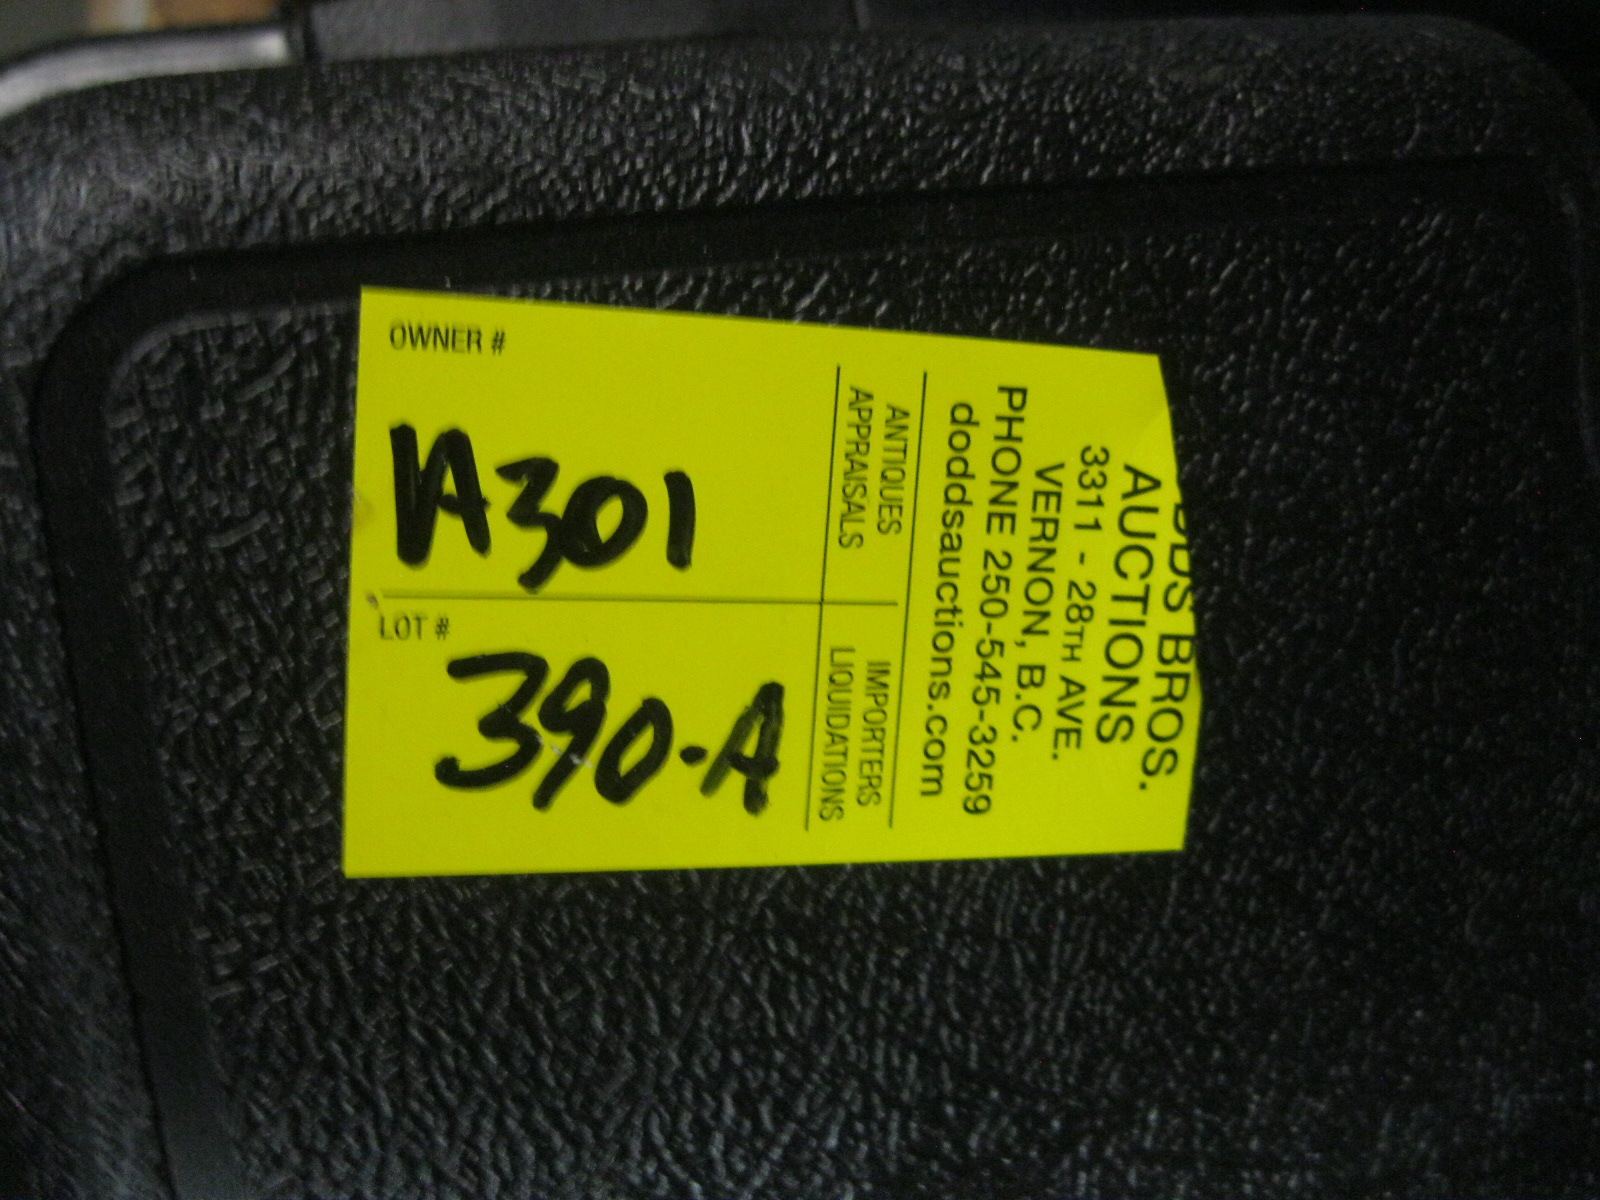 BROS.
AUCTIONS
3311 - 28TH AVE.
VERNON, B.C.
PHONE 250-545-3259
doddsauctions.com
ANTIQUES
APPRAISALS
IMPORTERS
LIQUIDATIONS
OWNER #
A301
LOT #
390-A